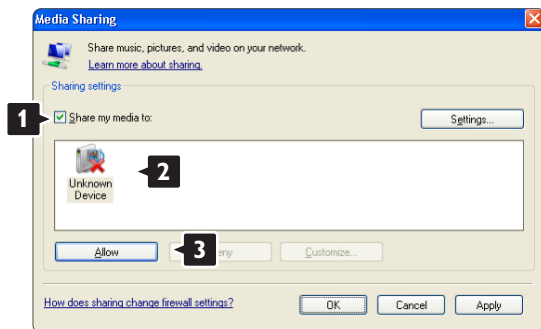 Media Sharing
Share music, pictures, and video on your network.
Learn more about sharing.
Sharing settings
1
Share my media to:
Settings...
2
Unknown
Device
Allow
3
Customize...
How does sharing change firewall settings?
OK
Cancel
Apply